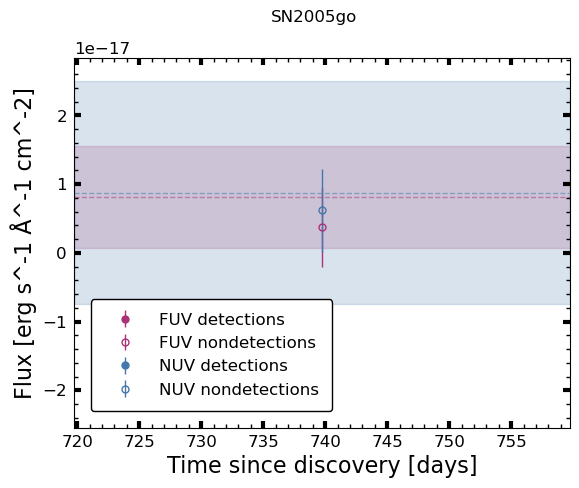 SN2005go
1e−17
Flux [erg s^-1 Å^-1 cm^-2]
2
1
0
−1
−2
FUV detections
FUV nondetections
NUV detections
NUV nondetections
720 725 730 735 740 745 750 755
Time since discovery [days]